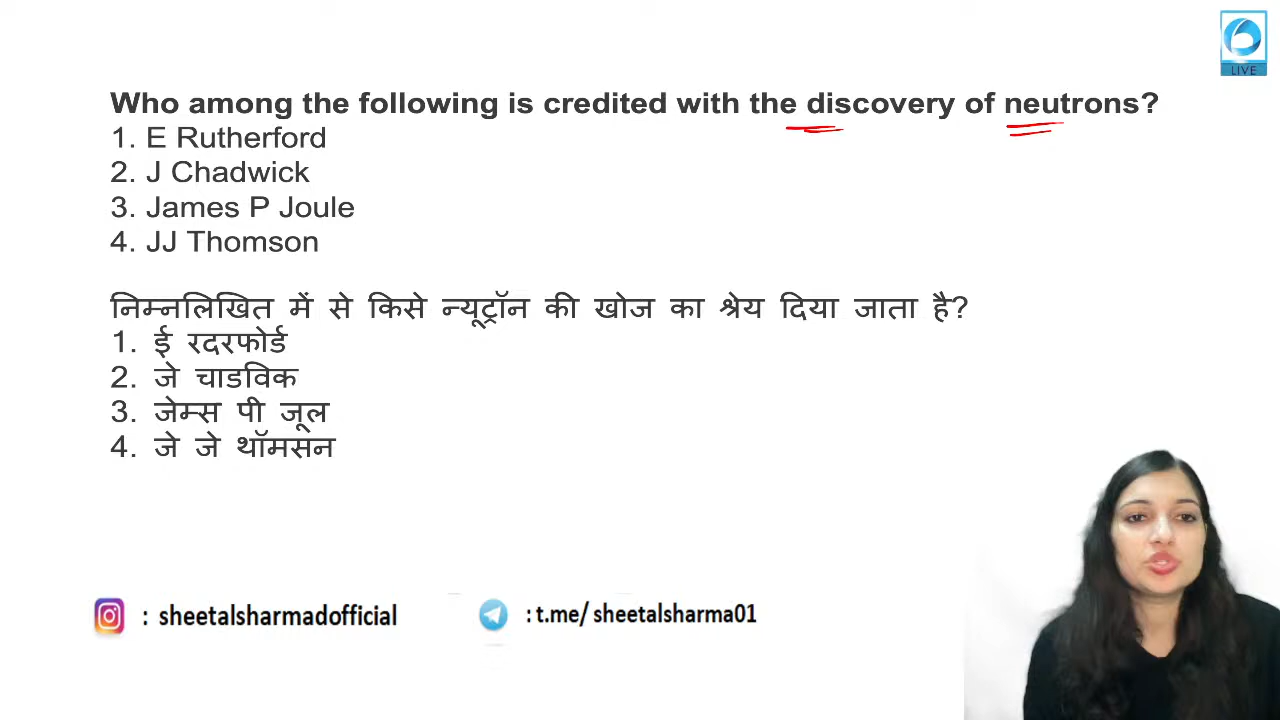 LIVE
Who among the following is credited with the discovery of neutrons?
1. E Rutherford
2. J Chadwick
3. James P Joule
4. JJ Thomson
निम्नलिखित में से किसे न्यूट्रॉन की खोज का श्रेय दिया जाता है?
1. ई रदरफोर्ड
2. जे चाडविक
3. जेम्स पी जूल
4. जे जे थॉमसन
: sheetalsharmadofficial
: t.me/ sheetalsharma01